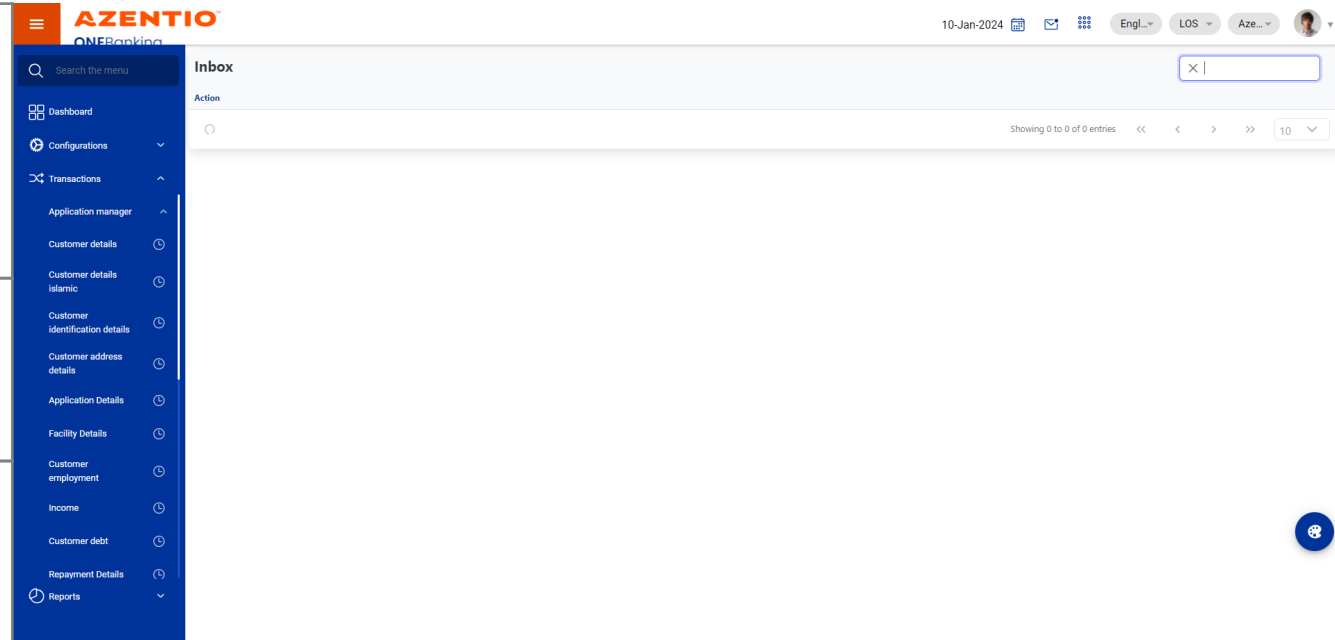 AZENTIO™
ONEBanking
10-Jan-2024
Engl...
LOS
Aze...
Search the menu
Dashboard
Configurations
Transactions
Application manager
Customer details
Customer details
islamic
Customer
identification details
Customer address
details
Application Details
Facility Details
Customer
employment
Income
Customer debt
Repayment Details
Reports
Inbox
Action
Showing 0 to 0 of 0 entries
10